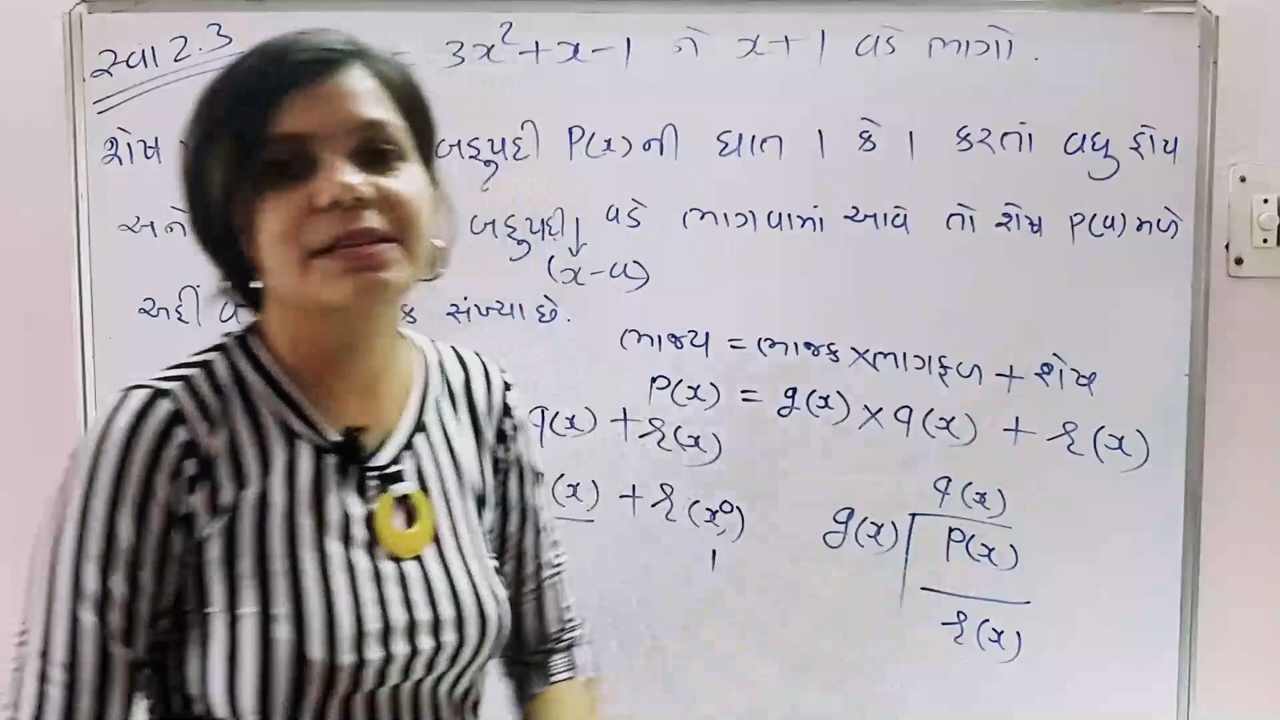 સ્વા 2.3 = 3x²+x-1 ને x+1 વડે ભાગો.
શેષ બહુપદી P(x)ની ઘાત 1 કે 1 કરતાં વધુ હોય
અને બહુપદી વડે ભાગવામાં આવે તો શેષ P(a)મળે
(x-a)
અહીં સંખ્યા છે.
ભાજ્ય = ભાજક × ભાગફળ + શેષ
P(x) = g(x) × q(x) + r(x)
q(x) + r(x)
(x) + r(x⁰)
1
q(x)
g(x) P(x)
r(x)